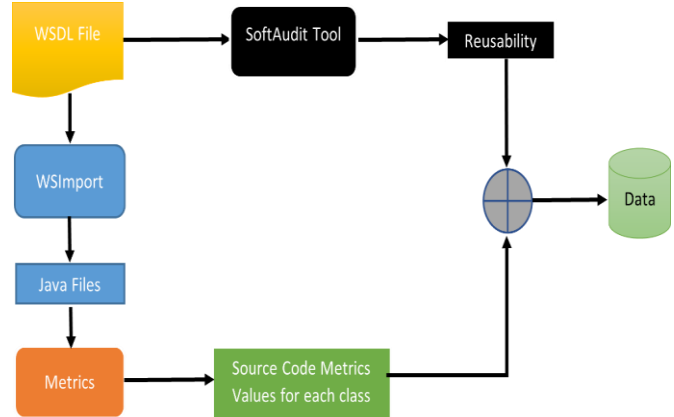 WSDL File
SoftAudit Tool
Reusability
WSImport
Data
Java Files
Metrics
Source Code Metrics
Values for each class